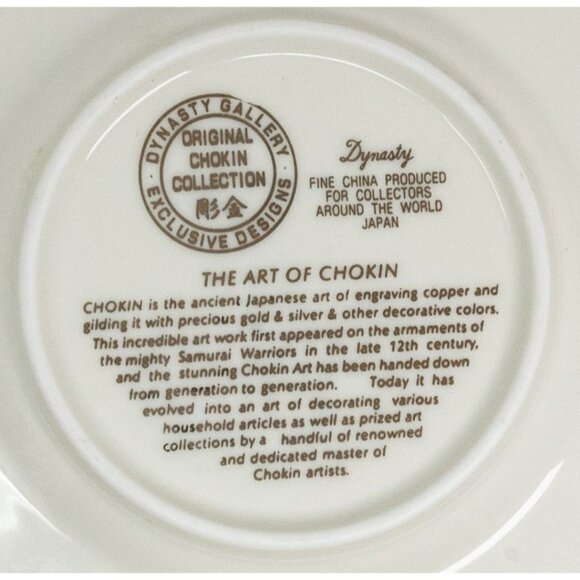 · DYNASTY GALLERY ·
ORIGINAL
CHOKIN
COLLECTION
彫金
EXCLUSIVE DESIGNS
Dynasty
FINE CHINA PRODUCED
FOR COLLECTORS
AROUND THE WORLD
JAPAN
THE ART OF CHOKIN
CHOKIN is the ancient Japanese art of engraving copper and
gilding it with precious gold & silver & other decorative colors.
This incredible art work first appeared on the armaments of
the mighty Samurai Warriors in the late 12th century,
and the stunning Chokin Art has been handed down
from generation to generation. Today it has
evolved into an art of decorating various
household articles as well as prized art
collections by a handful of renowned
and dedicated master of
Chokin artists.